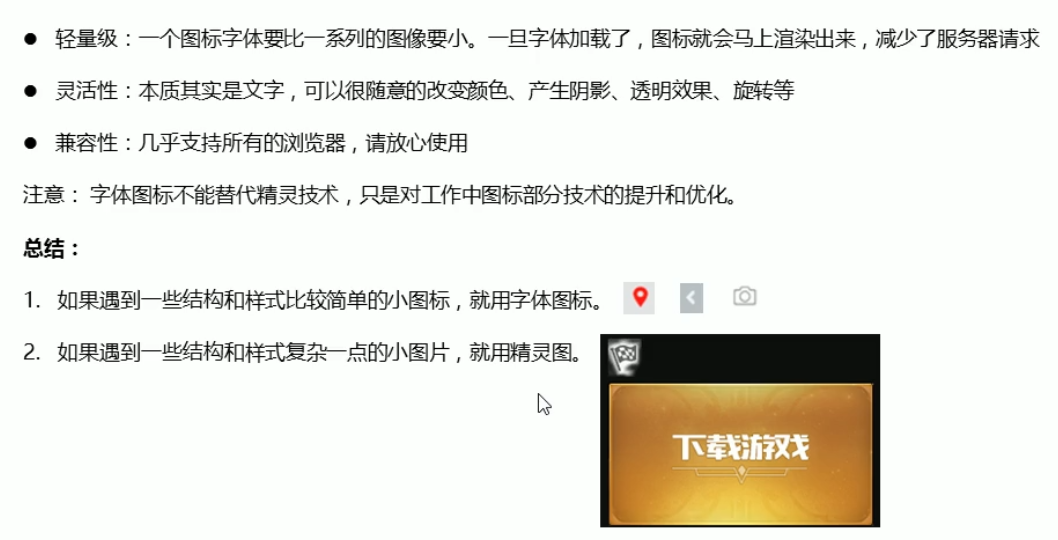 ● 轻量级：一个图标字体要比一系列的图像要小。一旦字体加载了，图标就会马上渲染出来，减少了服务器请求
● 灵活性：本质其实是文字，可以很随意的改变颜色、产生阴影、透明效果、旋转等
● 兼容性：几乎支持所有的浏览器，请放心使用
注意： 字体图标不能替代精灵技术，只是对工作中图标部分技术的提升和优化。
总结：
1. 如果遇到一些结构和样式比较简单的小图标，就用字体图标。
2. 如果遇到一些结构和样式复杂一点的小图片，就用精灵图。
下载游戏